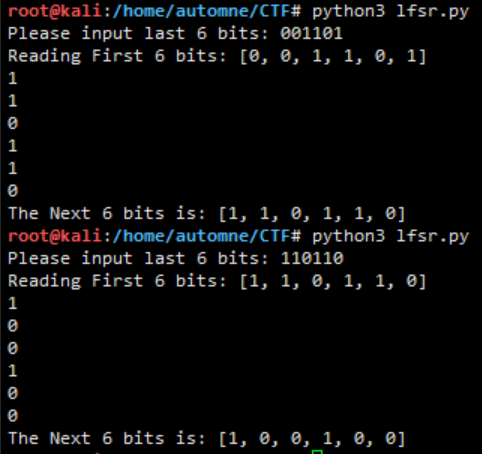 root@kali:/home/automne/CTF# python3 lfsr.py
Please input last 6 bits: 001101
Reading First 6 bits: [0, 0, 1, 1, 0, 1]
1
1
0
1
1
0
The Next 6 bits is: [1, 1, 0, 1, 1, 0]
root@kali:/home/automne/CTF# python3 lfsr.py
Please input last 6 bits: 110110
Reading First 6 bits: [1, 1, 0, 1, 1, 0]
1
0
0
1
0
0
The Next 6 bits is: [1, 0, 0, 1, 0, 0]